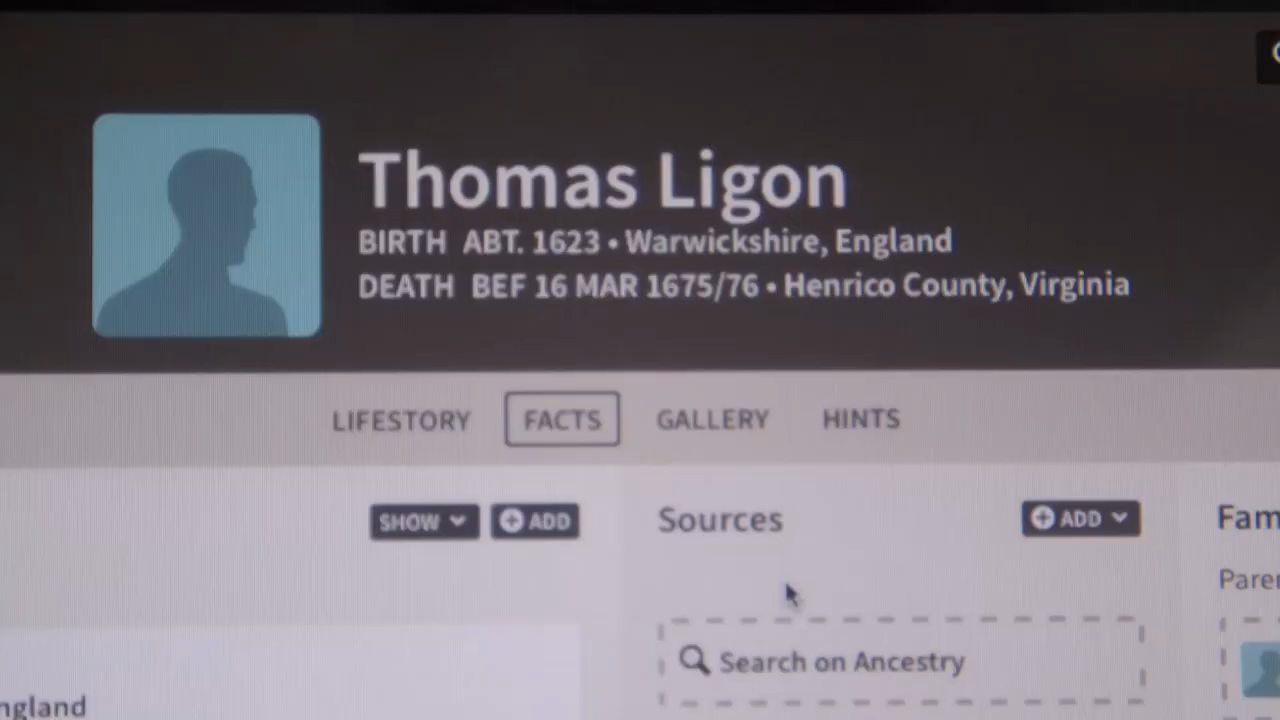 Thomas Ligon
BIRTH ABT. 1623 • Warwickshire, England
DEATH BEF 16 MAR 1675/76 • Henrico County, Virginia
LIFESTORY FACTS GALLERY HINTS
SHOW ADD
Sources ADD
Search on Ancestry